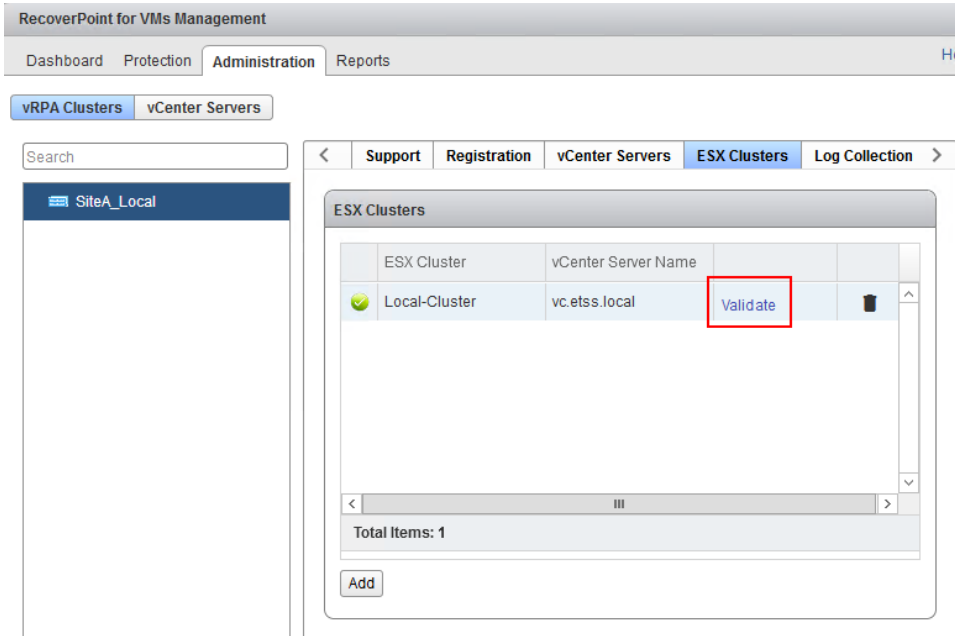 RecoverPoint for VMs Management
Dashboard Protection Administration Reports
vRPA Clusters vCenter Servers
Search
Support Registration vCenter Servers ESX Clusters Log Collection
SiteA_Local
ESX Clusters
ESX Cluster vCenter Server Name
Local-Cluster vc.etss.local Validate
Total Items: 1
Add